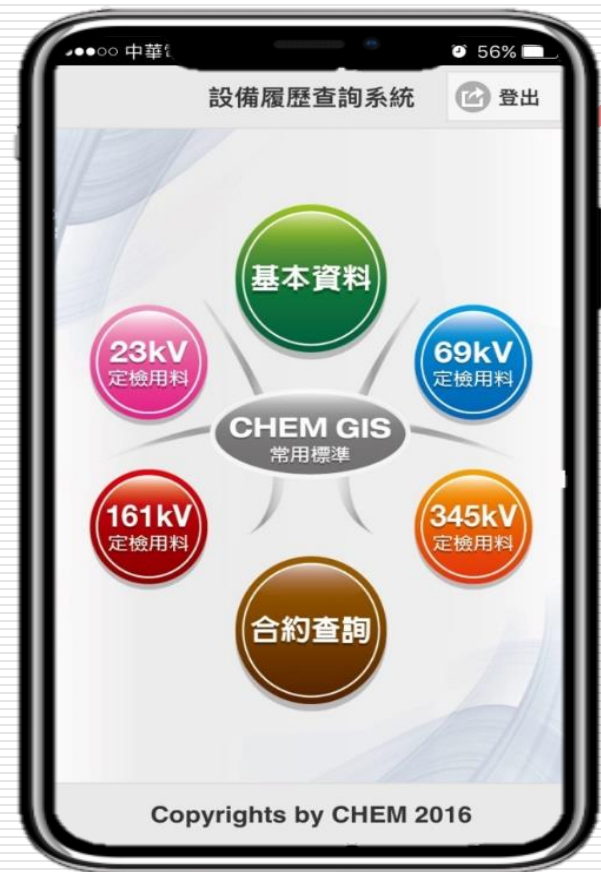 ●●○○ 中華
56%
設備履歷查詢系統
登出
基本資料
23kV
定檢用料
69kV
定檢用料
CHEM GIS
常用標準
161kV
定檢用料
345kV
定檢用料
合約查詢
Copyrights by CHEM 2016